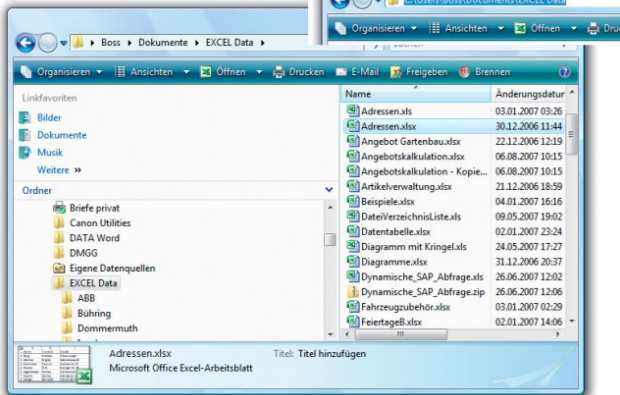 C:\Users\Boss\Documents\EXCEL Data
Organisieren Ansichten Öffnen
Boss Dokumente EXCEL Data
Suchen
Organisieren Ansichten Öffnen Drucken E-Mail Freigeben Brennen
Linkfavoriten
Bilder
Dokumente
Musik
Weitere »
Ordner
Briefe privat
Canon Utilities
DATA Word
DMGG
Eigene Datenquellen
EXCEL Data
ABB
Bühring
Dommermuth
Name Änderungsdatur
Adressen.xls 03.01.2007 03:26
Adressen.xlsx 30.12.2006 11:44
Angebot Gartenbau.xlsx 22.12.2006 12:19
Angebotskalkulation.xlsx 06.08.2007 10:15
Angebotskalkulation - Kopie... 06.08.2007 10:15
Artikelverwaltung.xlsx 21.12.2006 18:59
Beispiele.xlsx 04.01.2007 16:16
DateiVerzeichnisListe.xls 09.05.2007 19:02
Datentabelle.xlsx 02.01.2007 23:24
Diagramm mit Kringel.xls 24.05.2007 17:27
Diagramme.xlsx 31.12.2006 20:37
Dynamische_SAP_Abfrage.xls 26.06.2007 12:02
Dynamische_SAP_Abfrage.zip 26.06.2007 12:06
Fahrzeugzubehör.xlsx 03.01.2007 02:29
FeiertageB.xlsx 02.01.2007 14:06
Adressen.xlsx Titel: Titel hinzufügen
Microsoft Office Excel-Arbeitsblatt